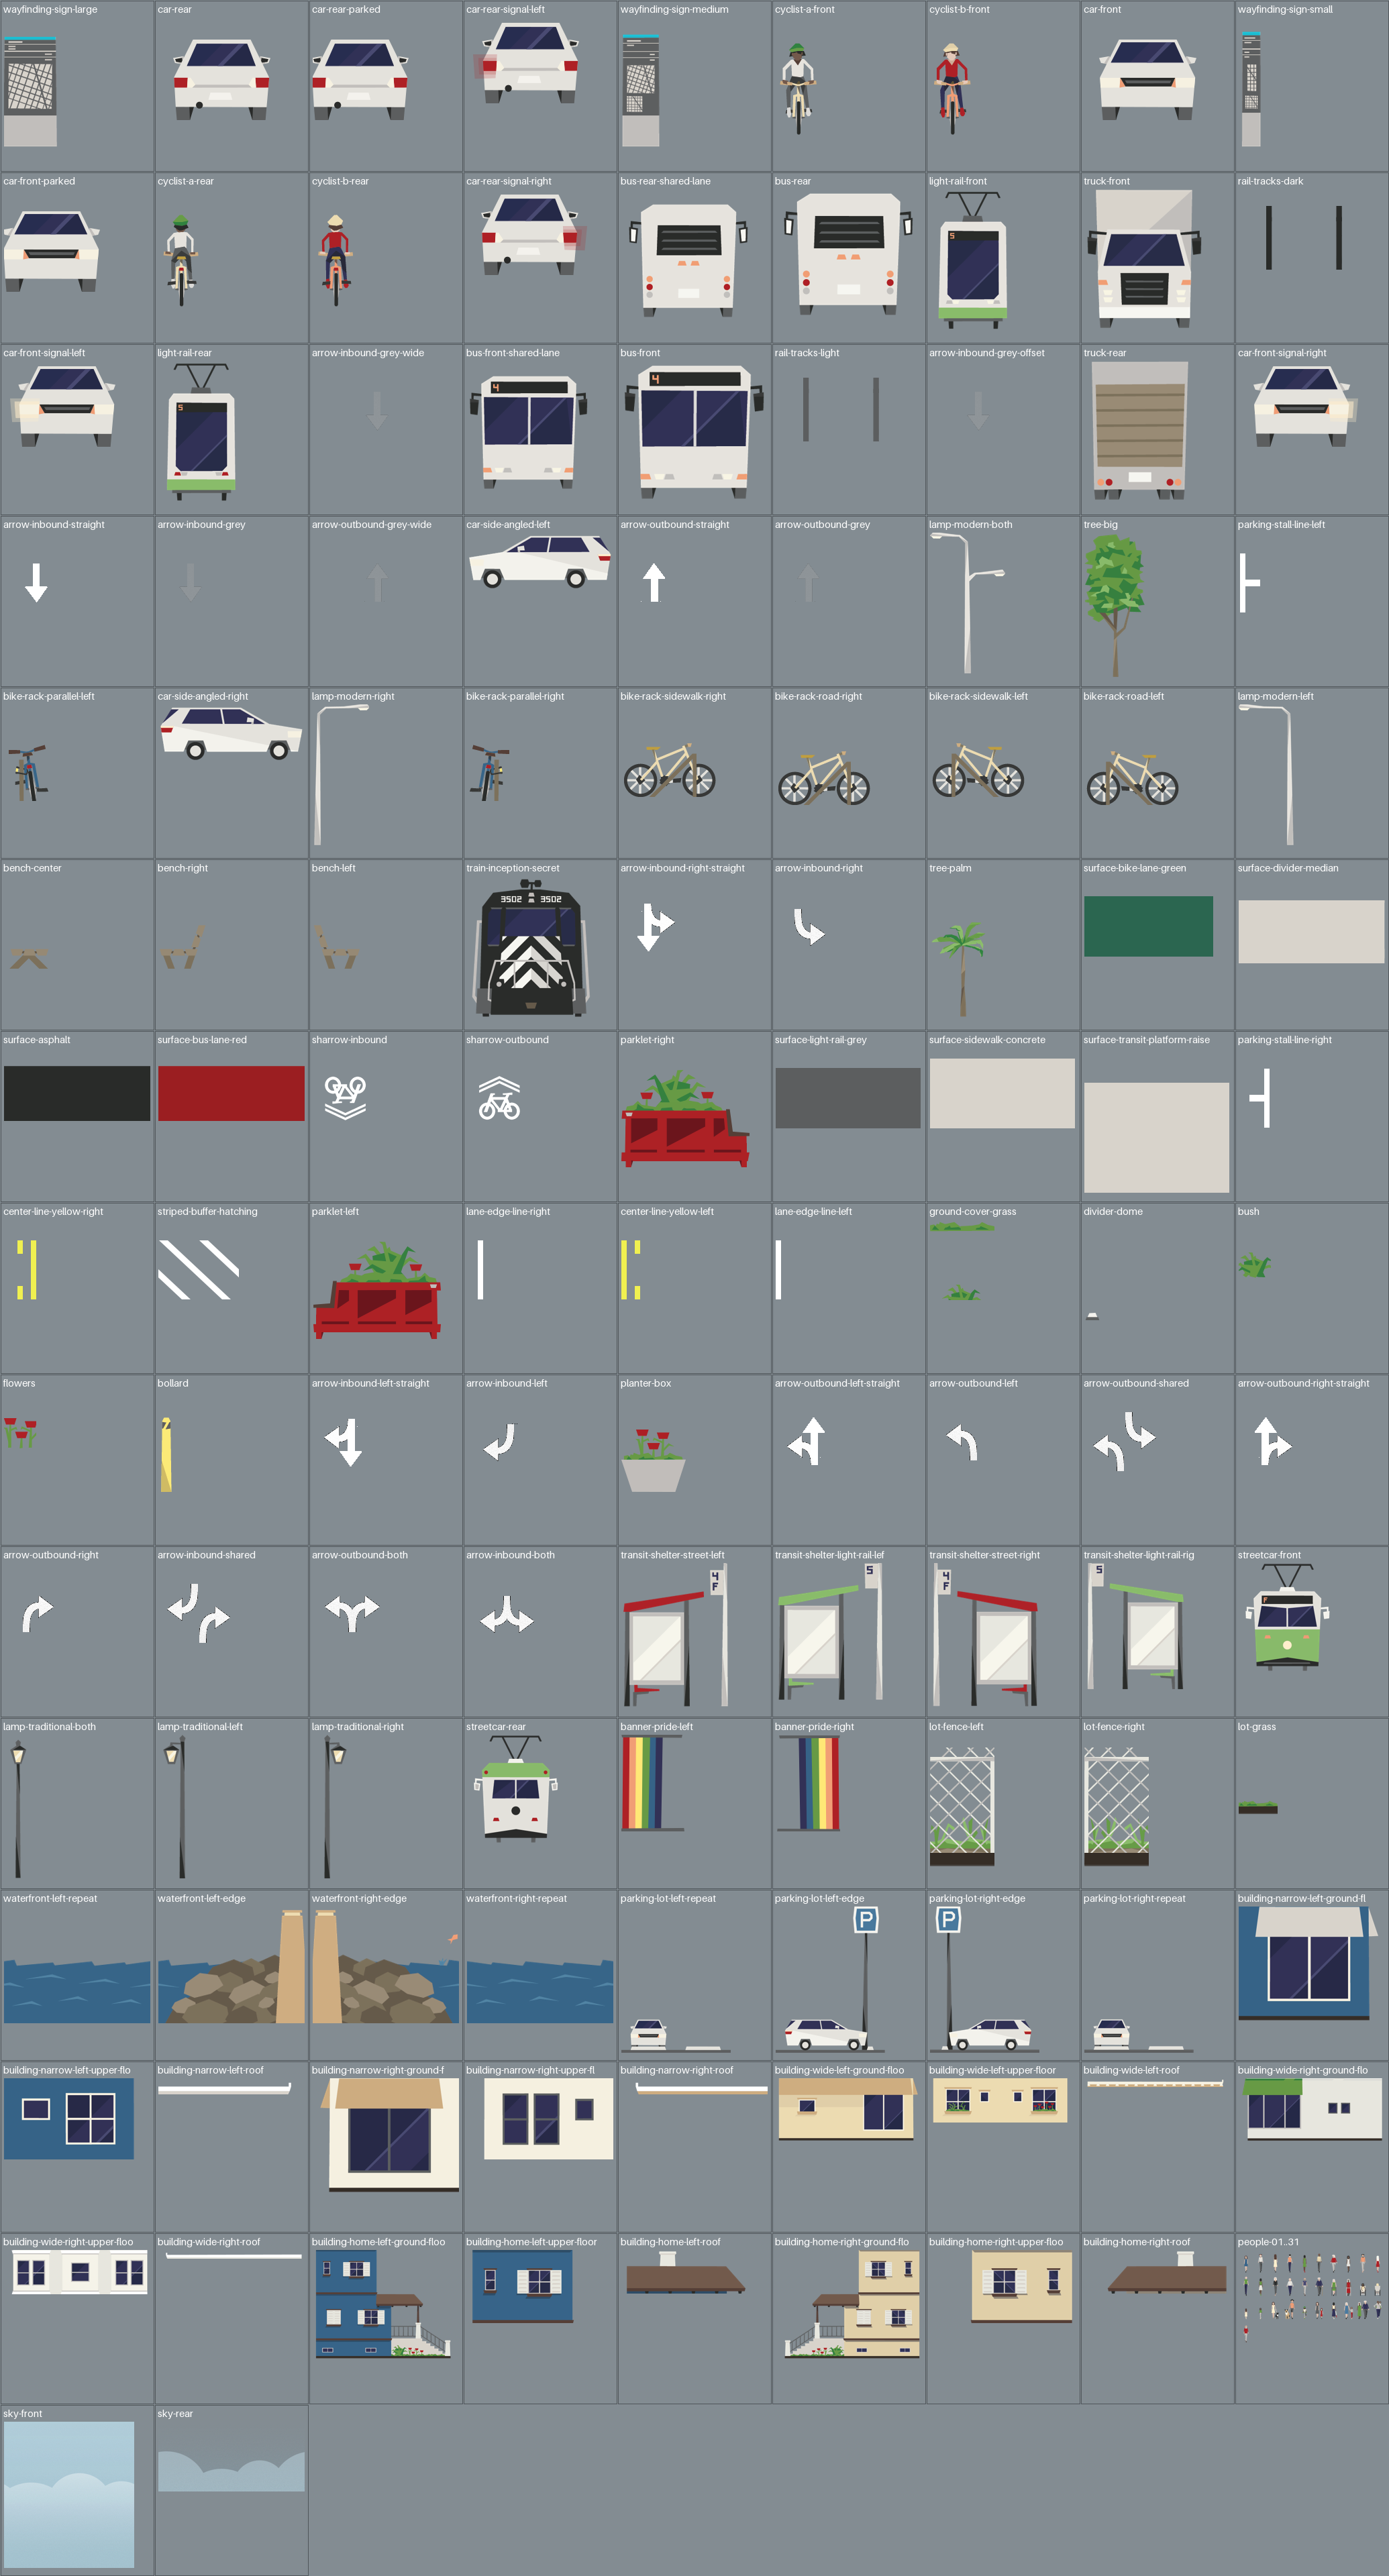 wayfinding-sign-large car-rear car-rear-parked car-rear-signal-left wayfinding-sign-medium cyclist-a-front cyclist-b-front car-front wayfinding-sign-small
car-front-parked cyclist-a-rear cyclist-b-rear car-rear-signal-right bus-rear-shared-lane bus-rear light-rail-front truck-front rail-tracks-dark
5
car-front-signal-left light-rail-rear arrow-inbound-grey-wide bus-front-shared-lane bus-front rail-tracks-light arrow-inbound-grey-offset truck-rear car-front-signal-right
5 4 4
arrow-inbound-straight arrow-inbound-grey arrow-outbound-grey-wide car-side-angled-left arrow-outbound-straight arrow-outbound-grey lamp-modern-both tree-big parking-stall-line-left
bike-rack-parallel-left car-side-angled-right lamp-modern-right bike-rack-parallel-right bike-rack-sidewalk-right bike-rack-road-right bike-rack-sidewalk-left bike-rack-road-left lamp-modern-left
bench-center bench-right bench-left train-inception-secret arrow-inbound-right-straight arrow-inbound-right tree-palm surface-bike-lane-green surface-divider-median
3502 3502
surface-asphalt surface-bus-lane-red sharrow-inbound sharrow-outbound parklet-right surface-light-rail-grey surface-sidewalk-concrete surface-transit-platform-raise parking-stall-line-right
center-line-yellow-right striped-buffer-hatching parklet-left lane-edge-line-right center-line-yellow-left lane-edge-line-left ground-cover-grass divider-dome bush
flowers bollard arrow-inbound-left-straight arrow-inbound-left planter-box arrow-outbound-left-straight arrow-outbound-left arrow-outbound-shared arrow-outbound-right-straight
arrow-outbound-right arrow-inbound-shared arrow-outbound-both arrow-inbound-both transit-shelter-street-left transit-shelter-light-rail-lef transit-shelter-street-right transit-shelter-light-rail-rig streetcar-front
4 5 4 5
F F F
lamp-traditional-both lamp-traditional-left lamp-traditional-right streetcar-rear banner-pride-left banner-pride-right lot-fence-left lot-fence-right lot-grass
waterfront-left-repeat waterfront-left-edge waterfront-right-edge waterfront-right-repeat parking-lot-left-repeat parking-lot-left-edge parking-lot-right-edge parking-lot-right-repeat building-narrow-left-ground-fl
P P
building-narrow-left-upper-flo building-narrow-left-roof building-narrow-right-ground-f building-narrow-right-upper-fl building-narrow-right-roof building-wide-left-ground-floo building-wide-left-upper-floor building-wide-left-roof building-wide-right-ground-flo
building-wide-right-upper-floo building-wide-right-roof building-home-left-ground-floo building-home-left-upper-floor building-home-left-roof building-home-right-ground-flo building-home-right-upper-floo building-home-right-roof people-01..31
sky-front sky-rear